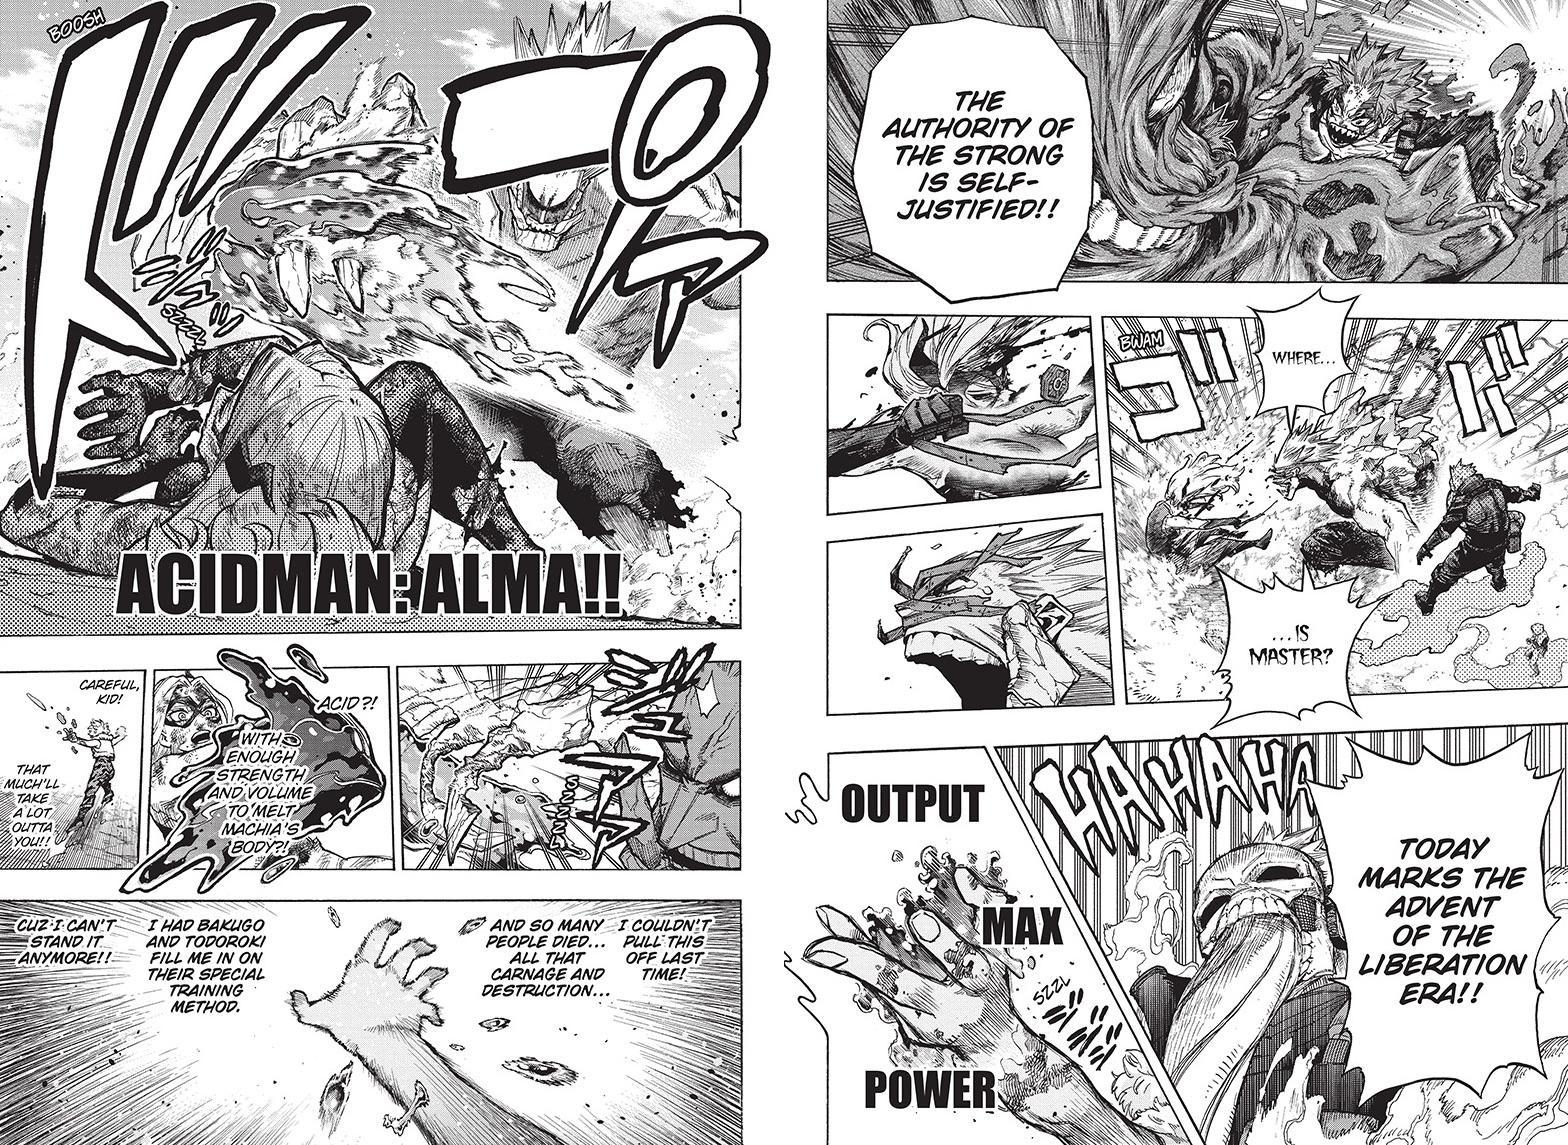 THE
AUTHORITY OF
THE STRONG
IS SELF-
JUSTIFIED!!
WHERE...
BWAM
...IS
MASTER?
TODAY
MARKS THE
ADVENT
OF THE
LIBERATION
ERA!!
HAHAHA
OUTPUT
MAX
SZZL
POWER
BOOSH
ACIDMAN: ALMA!!
ACID?!
WITH
ENOUGH
STRENGTH
AND VOLUME
TO MELT
MACHIA'S
BODY?!
CAREFUL,
KID!
THAT
MUCH'LL
TAKE
A LOT
OUTTA
YOU!!
I COULDN'T
PULL THIS
OFF LAST
TIME!
AND SO MANY
PEOPLE DIED...
ALL THAT
CARNAGE AND
DESTRUCTION...
I HAD BAKUGO
AND TODOROKI
FILL ME IN ON
THEIR SPECIAL
TRAINING
METHOD.
CUZ I CAN'T
STAND IT
ANYMORE!!